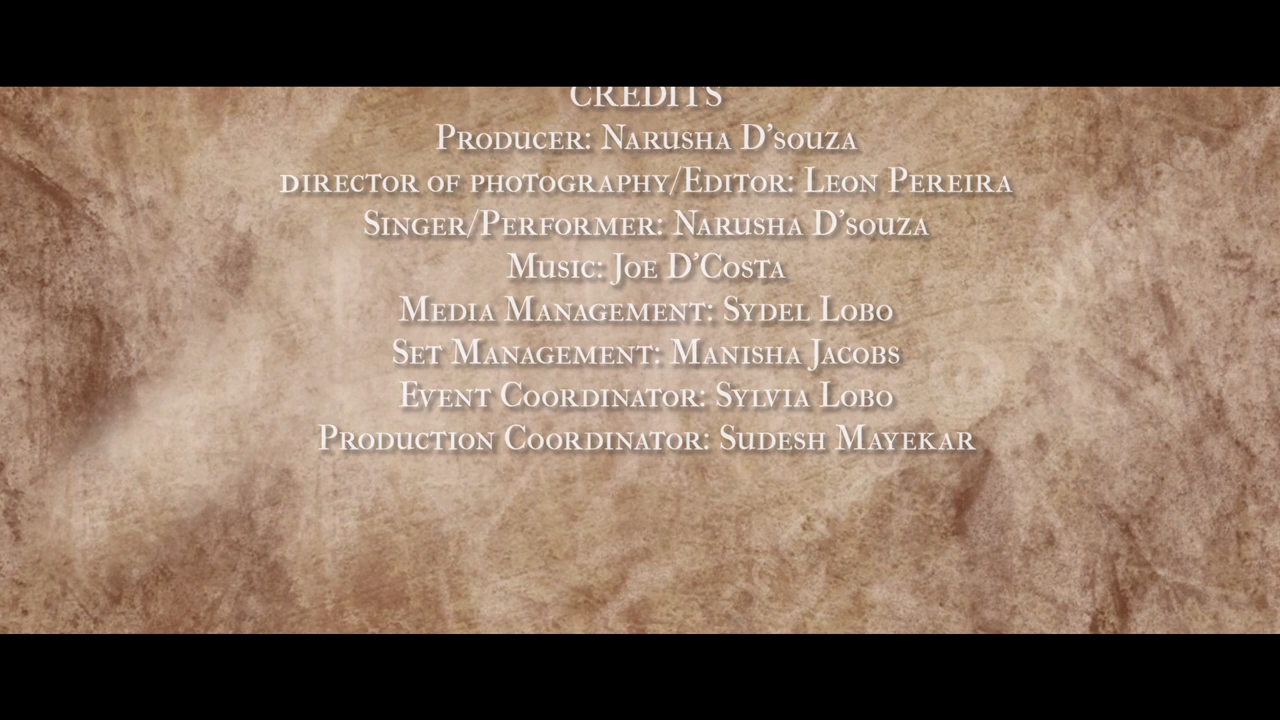 CREDITS
Producer: Narusha D'souza
director of photography/Editor: Leon Pereira
Singer/Performer: Narusha D'souza
Music: Joe D'Costa
Media Management: Sydel Lobo
Set Management: Manisha Jacobs
Event Coordinator: Sylvia Lobo
Production Coordinator: Sudesh Mayekar